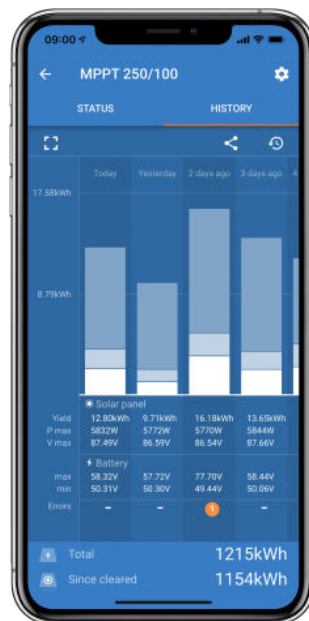 09:00
MPPT 250/100
STATUS HISTORY
Today Yesterday 2 days ago 3 days ago 4
17.58kWh
8.79kWh
Solar panel
Yield 12.80kWh 9.71kWh 16.18kWh 13.65kWh
P max 5832W 5772W 5770W 5844W
V max 87.49V 86.59V 86.54V 87.66V
Battery
max 58.32V 57.72V 77.70V 58.44V
min 50.31V 50.30V 49.44V 50.06V
Errors – – 1 –
Total 1215kWh
Since cleared 1154kWh